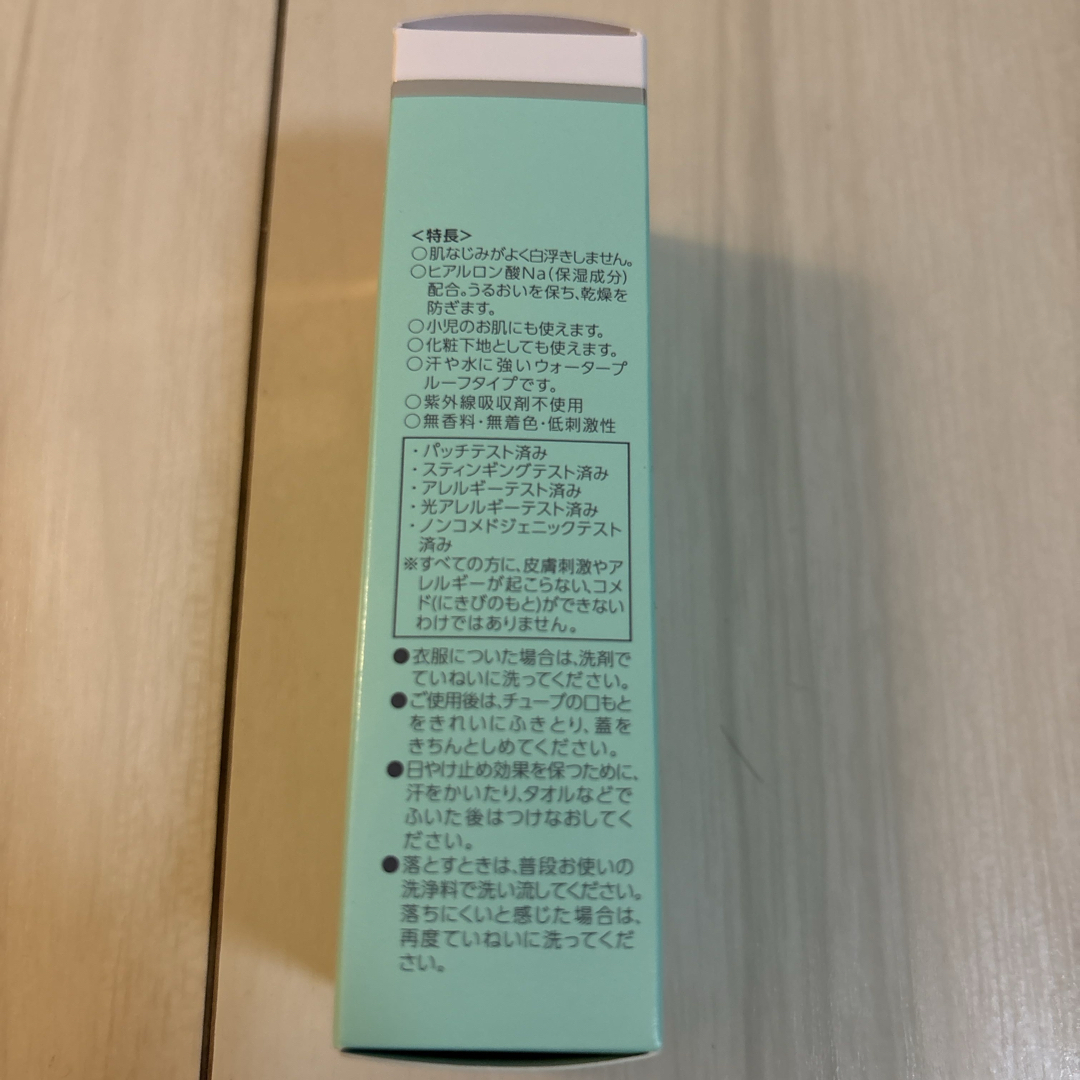 ＜特長＞
○肌なじみがよく白浮きしません。
○ヒアルロン酸Na(保湿成分)
配合。うるおいを保ち、乾燥を
防ぎます。
○小児のお肌にも使えます。
○化粧下地としても使えます。
○汗や水に強いウォータープ
ルーフタイプです。
○紫外線吸収剤不使用
○無香料・無着色・低刺激性
・パッチテスト済み
・スティンギングテスト済み
・アレルギーテスト済み
・光アレルギーテスト済み
・ノンコメドジェニックテスト
済み
※すべての方に、皮膚刺激やア
レルギーが起こらない、コメ
ド(にきびのもと)ができない
わけではありません。
●衣服についた場合は、洗剤で
ていねいに洗ってください。
●ご使用後は、チューブの口もと
をきれいにふきとり、蓋を
きちんとしめてください。
●日やけ止め効果を保つために、
汗をかいたり、タオルなどで
ふいた後はつけなおしてく
ださい。
●落とすときは、普段お使いの
洗浄料で洗い流してください。
落ちにくいと感じた場合は、
再度ていねいに洗ってくだ
さい。